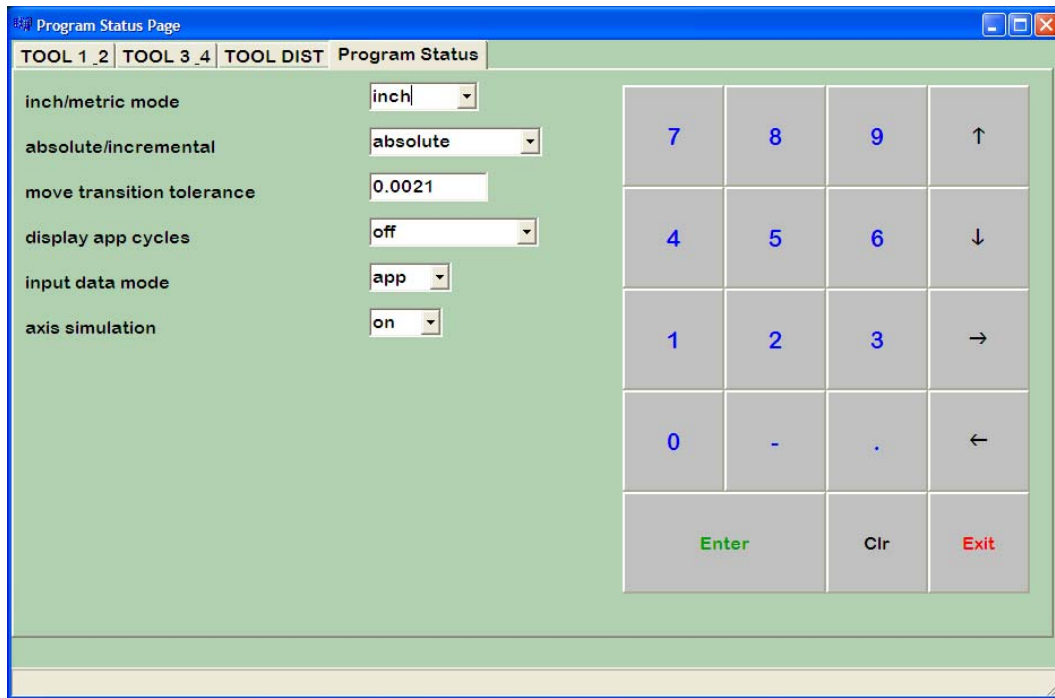 Program Status Page
TOOL 1_2 TOOL 3_4 TOOL DIST Program Status
inch/metric mode inch
absolute/incremental absolute
move transition tolerance 0.0021
display app cycles off
input data mode app
axis simulation on
7 8 9 ↑
4 5 6 ↓
1 2 3 →
0 - . ←
Enter Clr Exit